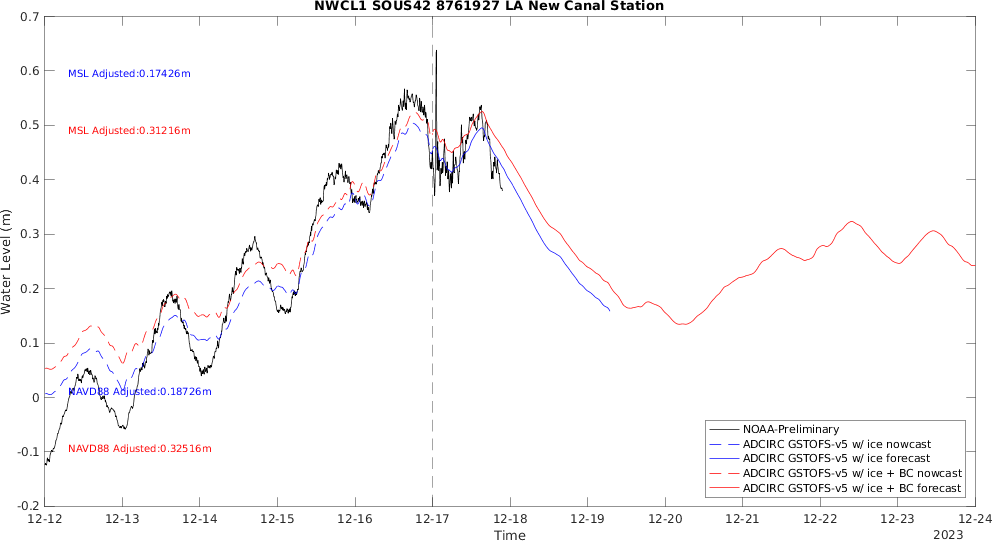 NWCL1 SOUS42 8761927 LA New Canal Station
0.7
0.6
0.5
0.4
0.3
0.2
0.1
0
-0.1
-0.2
Water Level (m)
MSL Adjusted:0.17426m
MSL Adjusted:0.31216m
NAVD88 Adjusted:0.18726m
NAVD88 Adjusted:0.32516m
NOAA-Preliminary
ADCIRC GSTOFS-v5 w/ ice nowcast
ADCIRC GSTOFS-v5 w/ ice forecast
ADCIRC GSTOFS-v5 w/ ice + BC nowcast
ADCIRC GSTOFS-v5 w/ ice + BC forecast
12-12 12-13 12-14 12-15 12-16 12-17 12-18 12-19 12-20 12-21 12-22 12-23 12-24
Time
2023